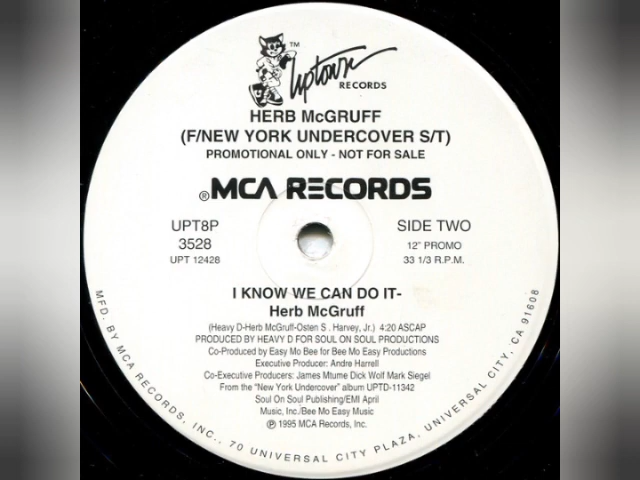 TM
Uptown
RECORDS
HERB McGRUFF
(F/NEW YORK UNDERCOVER S/T)
PROMOTIONAL ONLY - NOT FOR SALE
®MCA RECORDS
UPT8P
3528
UPT 12428
SIDE TWO
12" PROMO
33 1/3 R.P.M.
I KNOW WE CAN DO IT-
Herb McGruff
(Heavy D-Herb McGruff-Osten S . Harvey, Jr.) 4:20 ASCAP
PRODUCED BY HEAVY D FOR SOUL ON SOUL PRODUCTIONS
Co-Produced by Easy Mo Bee for Bee Mo Easy Productions
Executive Producer: Andre Harrell
Co-Executive Producers: James Mtume Dick Wolf Mark Siegel
From the "New York Undercover" album UPTD-11342
Soul On Soul Publishing/EMI April
Music, Inc./Bee Mo Easy Music
℗ 1995 MCA Records, Inc.
MFD. BY MCA RECORDS, INC., 70 UNIVERSAL CITY PLAZA, UNIVERSAL CITY, CA 91608